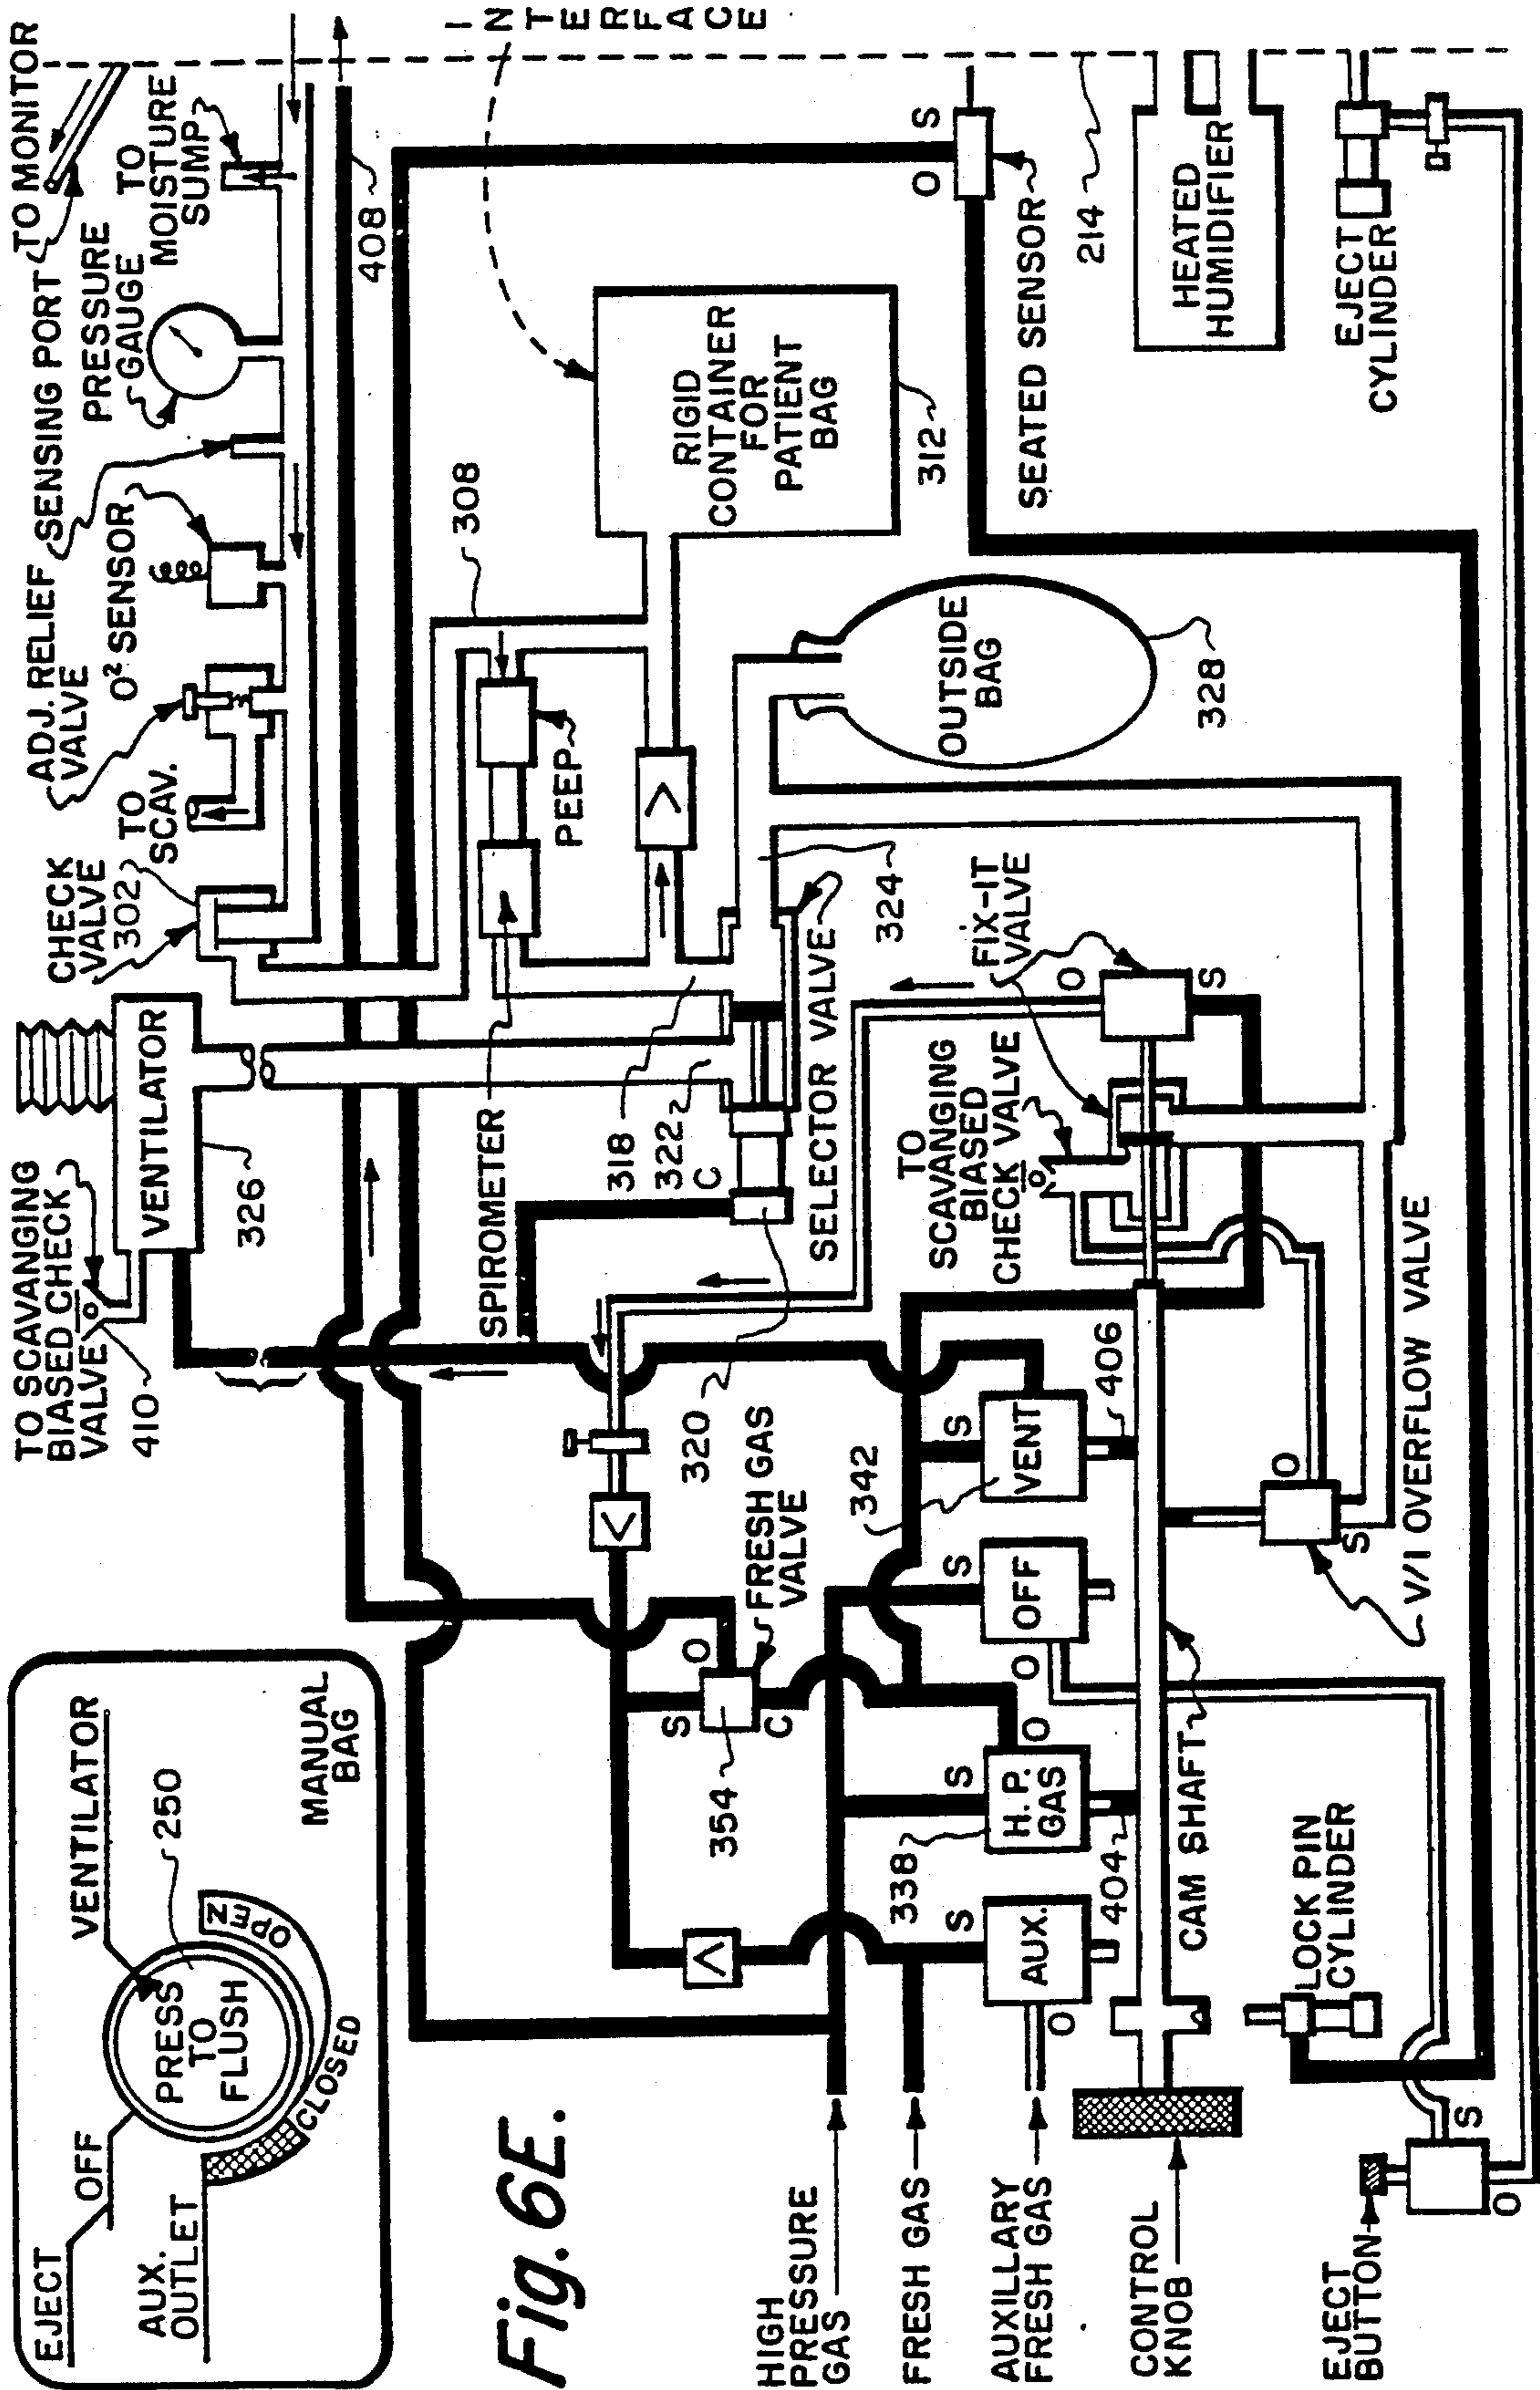 EJECT
OFF
VENTILATOR
AUX.
OUTLET
PRESS
TO
FLUSH
250
OPEN
CLOSED
MANUAL
BAG
Fig. 6E.
TO SCAVANGING
BIASED CHECK
VALVE
410
VENTILATOR
326
CHECK
VALVE
302
TO
SCAV.
ADJ. RELIEF
VALVE
O² SENSOR
SENSING PORT
PRESSURE
GAUGE
TO MONITOR
TO
MOISTURE
SUMP
408
INTERFACE
308
SPIROMETER
PEEP
318
322
C
320
SELECTOR VALVE
324
RIGID
CONTAINER
FOR
PATIENT
BAG
312
OUTSIDE
BAG
328
O
S
SEATED SENSOR
214
HEATED
HUMIDIFIER
EJECT
CYLINDER
S
O
C
354
FRESH GAS
VALVE
342
TO
SCAVANGING
BIASED
CHECK VALVE
FIX-IT
VALVE
O
S
HIGH
PRESSURE
GAS
FRESH GAS
AUXILLARY
FRESH GAS
338
S
AUX.
O
S
H. P.
GAS
O
404
S
OFF
O
S
VENT
406
CONTROL
KNOB
CAM SHAFT
LOCK PIN
CYLINDER
O
S
V/I OVERFLOW VALVE
EJECT
BUTTON
S
O